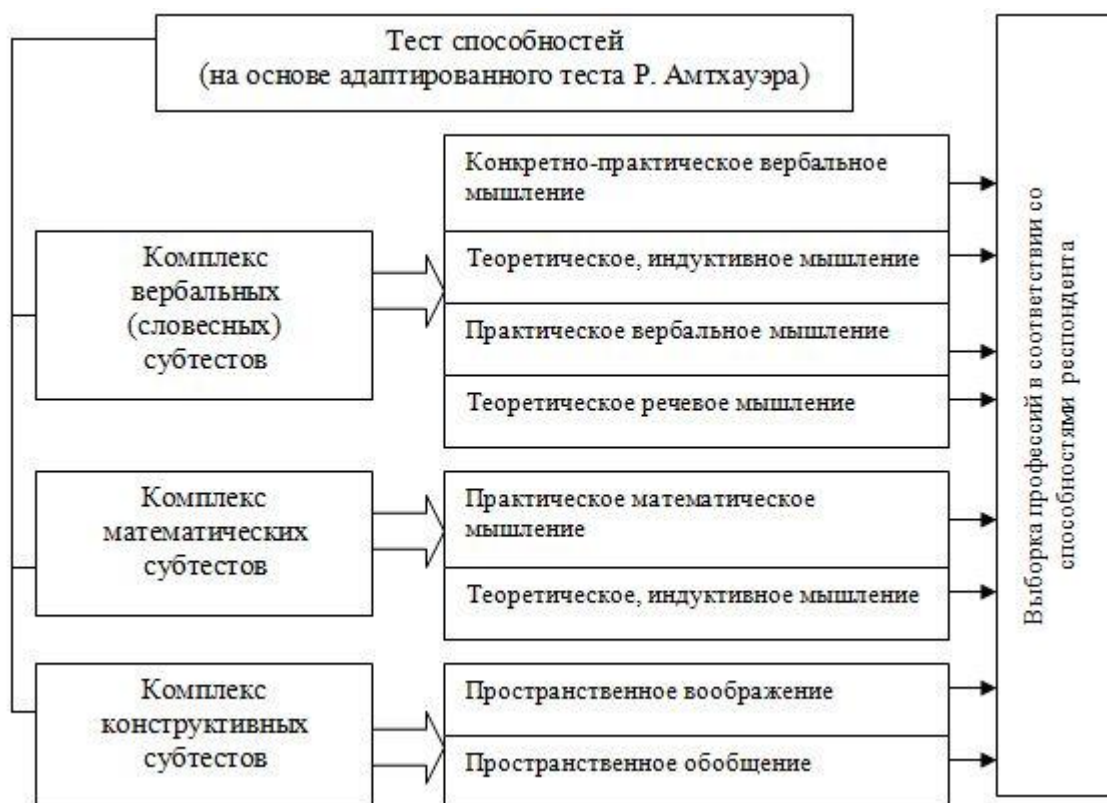 Тест способностей
(на основе адаптированного теста Р. Амтхауэра)
Комплекс
вербальных
(словесных)
субтестов
Конкретно-практическое вербальное
мышление
Теоретическое, индуктивное мышление
Практическое вербальное мышление
Теоретическое речевое мышление
Комплекс
математических
субтестов
Практическое математическое
мышление
Теоретическое, индуктивное мышление
Комплекс
конструктивных
субтестов
Пространственное воображение
Пространственное обобщение
Выборка профессий в соответствии со
способностями респондента